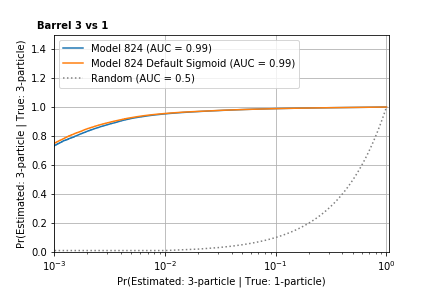 Barrel 3 vs 1
Model 824 (AUC = 0.99)
Model 824 Default Sigmoid (AUC = 0.99)
Random (AUC = 0.5)
Pr(Estimated: 3-particle | True: 3-particle)
1.4
1.2
1.0
0.8
0.6
0.4
0.2
0.0
10⁻³
10⁻²
10⁻¹
10⁰
Pr(Estimated: 3-particle | True: 1-particle)